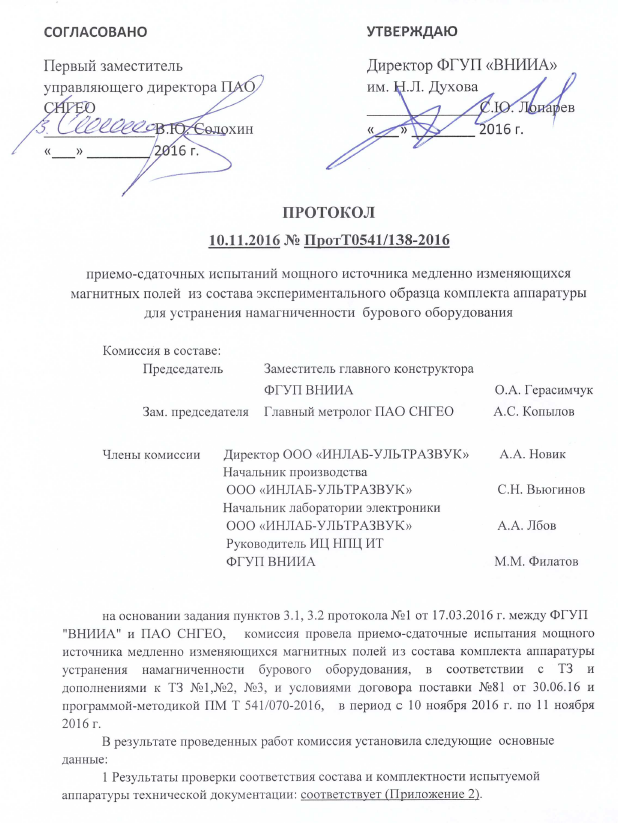 СОГЛАСОВАНО
Первый заместитель
управляющего директора ПАО
СНГЕО
В.Ю. Солохин
«___» ________ 2016 г.
УТВЕРЖДАЮ
Директор ФГУП «ВНИИА»
им. Н.Л. Духова
______________ С.Ю. Лопарев
«___» ________ 2016 г.
ПРОТОКОЛ
10.11.2016 № ПротТ0541/138-2016
приемо-сдаточных испытаний мощного источника медленно изменяющихся
магнитных полей из состава экспериментального образца комплекта аппаратуры
для устранения намагниченности бурового оборудования
Комиссия в составе:
Председатель Заместитель главного конструктора
ФГУП ВНИИА О.А. Герасимчук
Зам. председателя Главный метролог ПАО СНГЕО А.С. Копылов
Члены комиссии Директор ООО «ИНЛАБ-УЛЬТРАЗВУК» А.А. Новик
Начальник производства
ООО «ИНЛАБ-УЛЬТРАЗВУК» С.Н. Вьюгинов
Начальник лаборатории электроники
ООО «ИНЛАБ-УЛЬТРАЗВУК» А.А. Лбов
Руководитель ИЦ НПЦ ИТ
ФГУП ВНИИА М.М. Филатов
на основании задания пунктов 3.1, 3.2 протокола №1 от 17.03.2016 г. между ФГУП
"ВНИИА" и ПАО СНГЕО, комиссия провела приемо-сдаточные испытания мощного
источника медленно изменяющихся магнитных полей из состава комплекта аппаратуры
устранения намагниченности бурового оборудования, в соответствии с ТЗ и
дополнениями к ТЗ №1,№2, №3, и условиями договора поставки №81 от 30.06.16 и
программой-методикой ПМ Т 541/070-2016, в период с 10 ноября 2016 г. по 11 ноября
2016 г.
В результате проведенных работ комиссия установила следующие основные
данные:
1 Результаты проверки соответствия состава и комплектности испытуемой
аппаратуры технической документации: соответствует (Приложение 2).